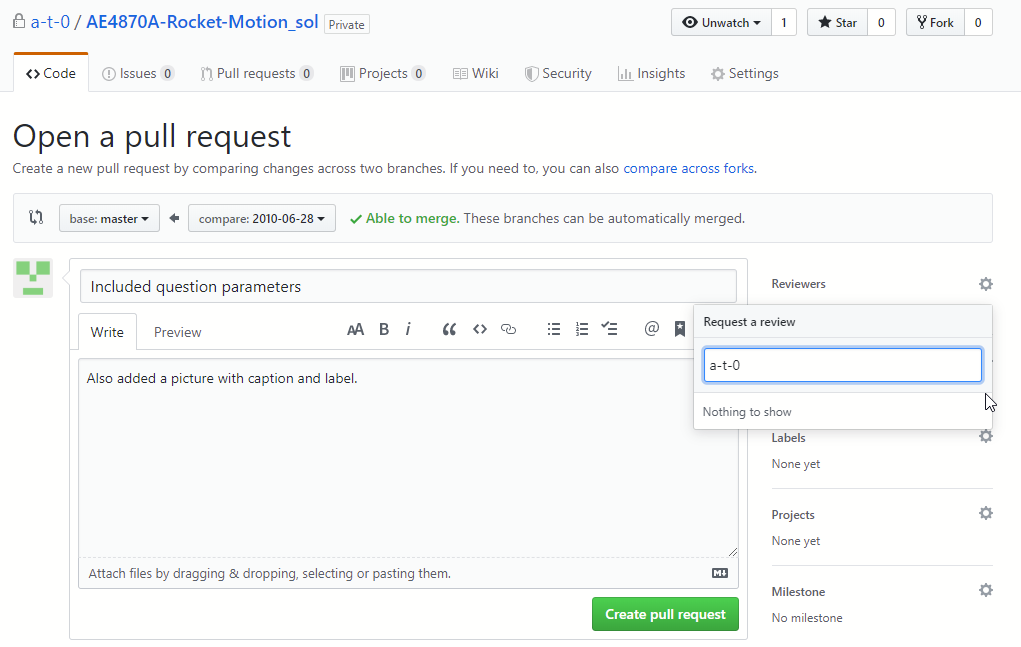 a-t-0 / AE4870A-Rocket-Motion_sol Private Unwatch 1 Star 0 Fork 0
Code Issues 0 Pull requests 0 Projects 0 Wiki Security Insights Settings
Open a pull request
Create a new pull request by comparing changes across two branches. If you need to, you can also compare across forks.
base: master compare: 2010-06-28 Able to merge. These branches can be automatically merged.
Included question parameters
Reviewers
Write Preview AA B i @
Request a review
a-t-0
Nothing to show
Also added a picture with caption and label.
Labels
None yet
Projects
None yet
Attach files by dragging & dropping, selecting or pasting them.
Milestone
No milestone
Create pull request